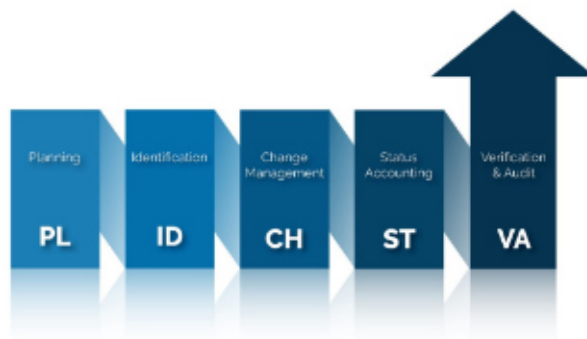 Planning
PL
Identification
ID
Change
Management
CH
Status
Accounting
ST
Verification
& Audit
VA